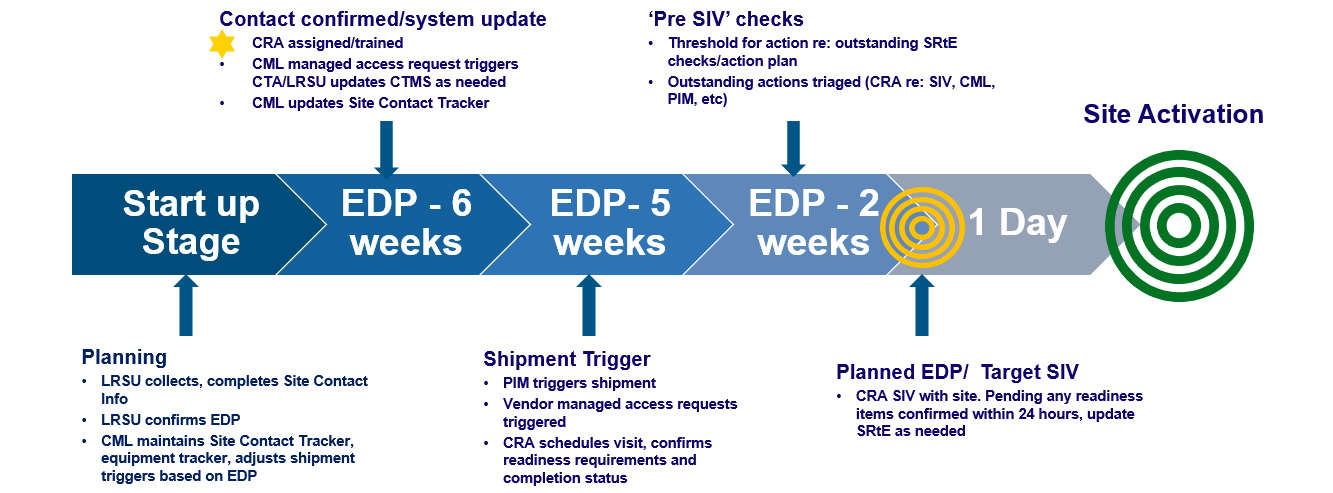 Contact confirmed/system update
CRA assigned/trained
• CML managed access request triggers
CTA/LRSU updates CTMS as needed
• CML updates Site Contact Tracker
‘Pre SIV’ checks
• Threshold for action re: outstanding SRtE
checks/action plan
• Outstanding actions triaged (CRA re: SIV, CML,
PIM, etc)
Site Activation
Start up
Stage
EDP - 6
weeks
EDP- 5
weeks
EDP - 2
weeks
1 Day
Planning
• LRSU collects, completes Site Contact
Info
• LRSU confirms EDP
• CML maintains Site Contact Tracker,
equipment tracker, adjusts shipment
triggers based on EDP
Shipment Trigger
• PIM triggers shipment
• Vendor managed access requests
triggered
• CRA schedules visit, confirms
readiness requirements and
completion status
Planned EDP/ Target SIV
• CRA SIV with site. Pending any readiness
items confirmed within 24 hours, update
SRtE as needed